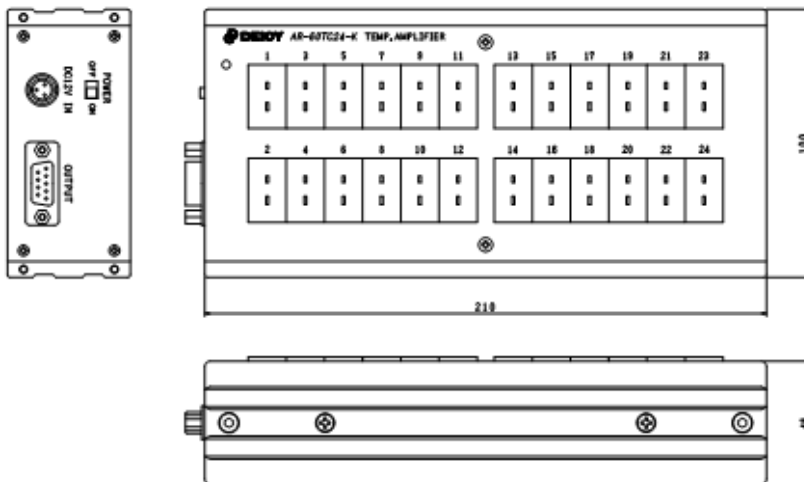 DEJOY AR-60TC24-K TEMP.AMPLIFIER
1 3 5 7 9 11 13 15 17 19 21 23
2 4 6 8 10 12 14 16 18 20 22 24
POWER
OFF ON
DC12V IN
OUTPUT
210